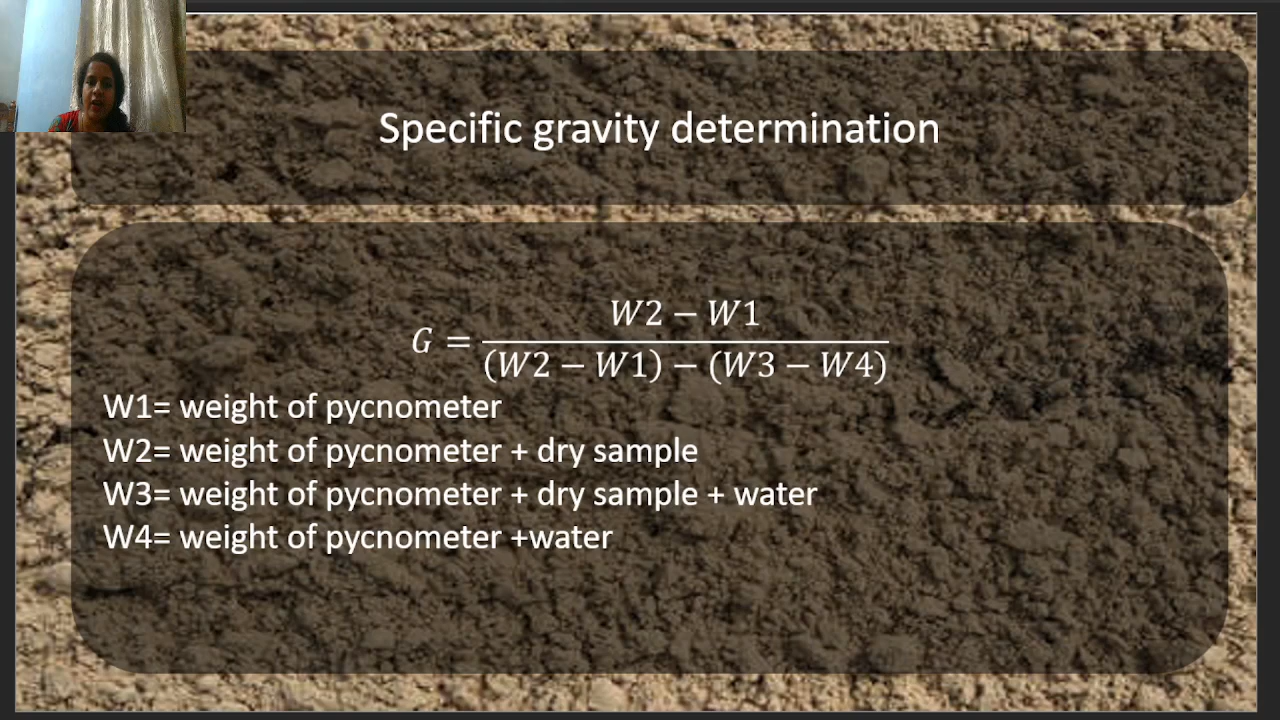 Specific gravity determination
G = W2 − W1 / (W2 − W1) − (W3 − W4)
W1= weight of pycnometer
W2= weight of pycnometer + dry sample
W3= weight of pycnometer + dry sample + water
W4= weight of pycnometer +water